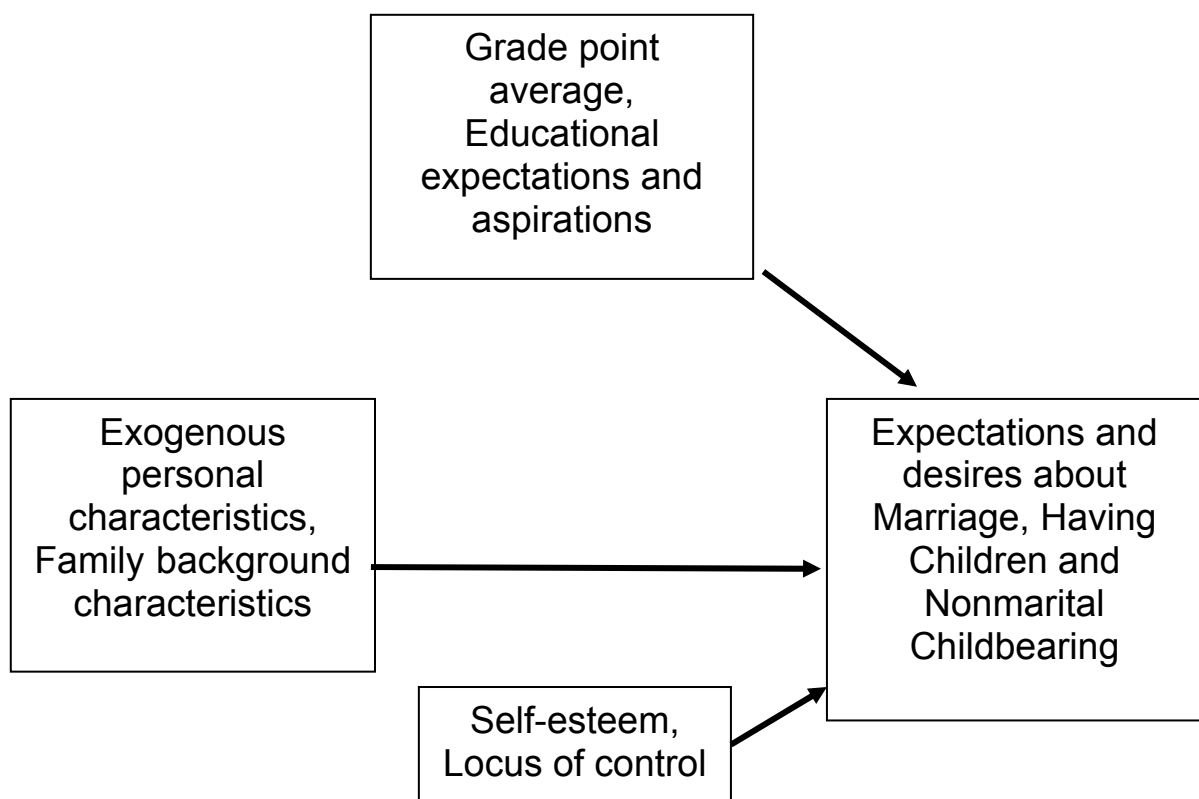 Grade point
average,
Educational
expectations and
aspirations
Exogenous
personal
characteristics,
Family background
characteristics
Expectations and
desires about
Marriage, Having
Children and
Nonmarital
Childbearing
Self-esteem,
Locus of control